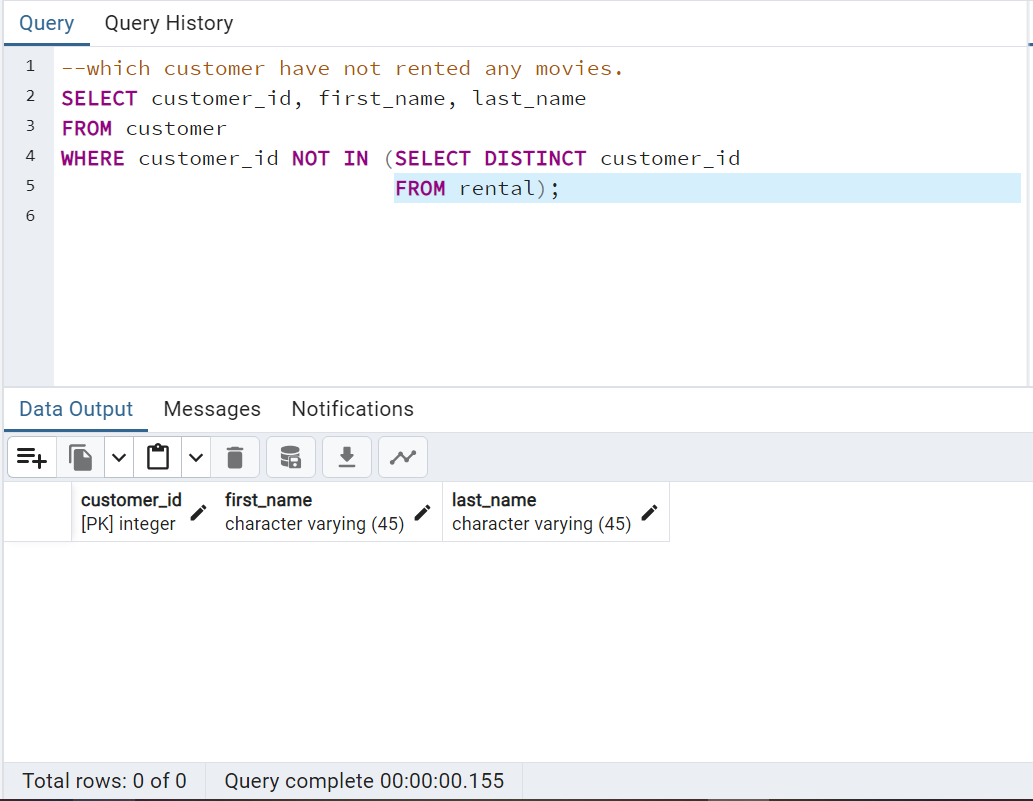 Query Query History
1 --which customer have not rented any movies.
2 SELECT customer_id, first_name, last_name
3 FROM customer
4 WHERE customer_id NOT IN (SELECT DISTINCT customer_id
5 FROM rental);
6
Data Output Messages Notifications
customer_id first_name last_name
[PK] integer character varying (45) character varying (45)
Total rows: 0 of 0 Query complete 00:00:00.155